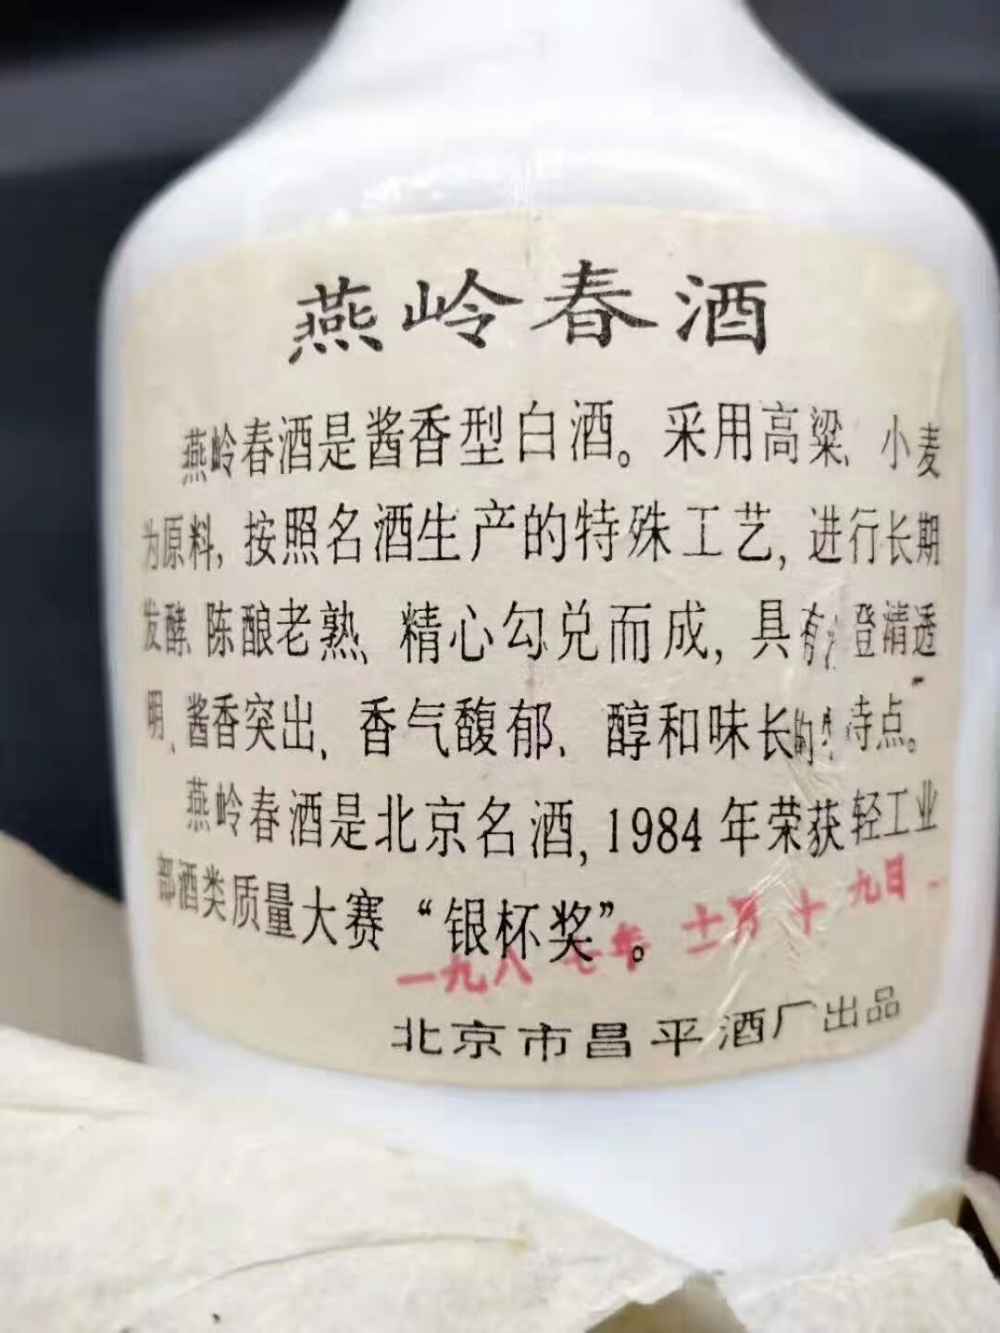 燕岭春酒
燕岭春酒是酱香型白酒。采用高粱、小麦
为原料,按照名酒生产的特殊工艺,进行长期
发酵、陈酿老熟、精心勾兑而成,具有澄清透
明、酱香突出、香气馥郁、醇和味长的特点。
燕岭春酒是北京名酒,1984年荣获轻工业
部酒类质量大赛“银杯奖”。
一九八七年十一月十九日
北京市昌平酒厂出品